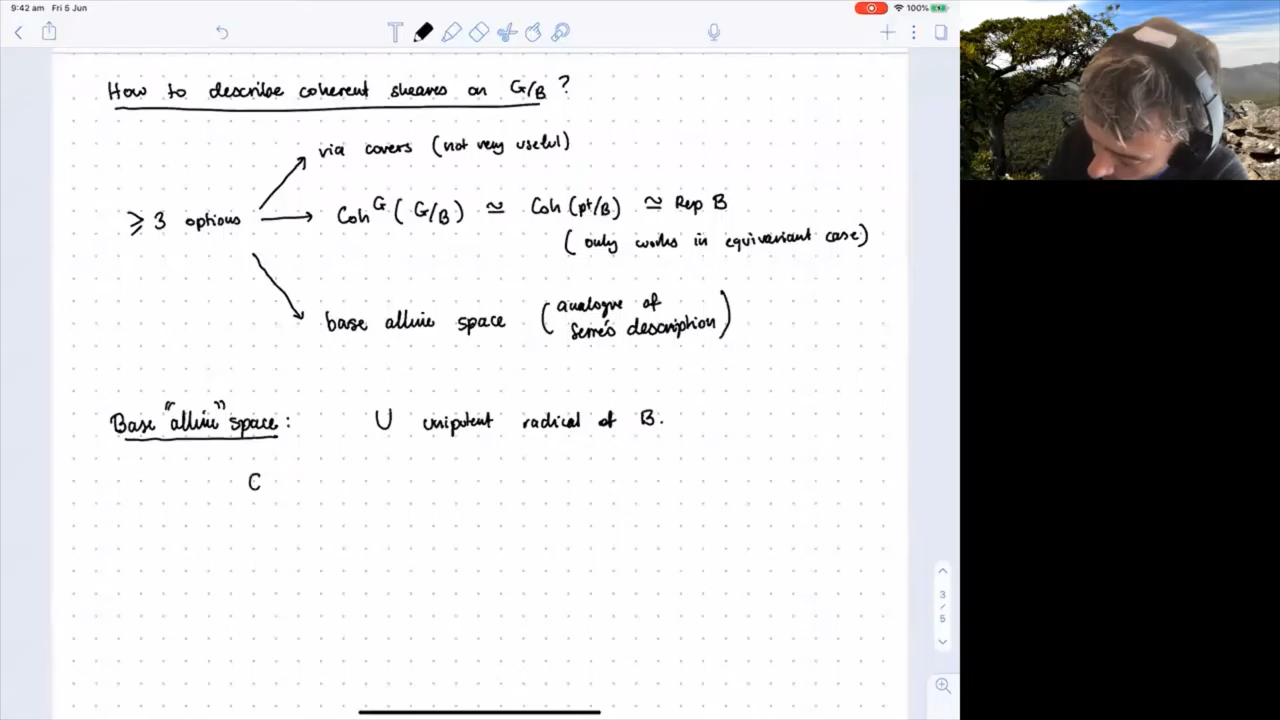 9:42 am Fri 5 Jun
100%
How to describe coherent sheaves on G/B ?
via covers (not very useful)
⩾ 3 options
Coh^G (G/B) ≃ Coh (pt/B) ≃ Rep B
(only works in equivariant case)
base affine space (analogue of Serre's description)
Base "affine" space : U unipotent radical of B.
C
3
/
5